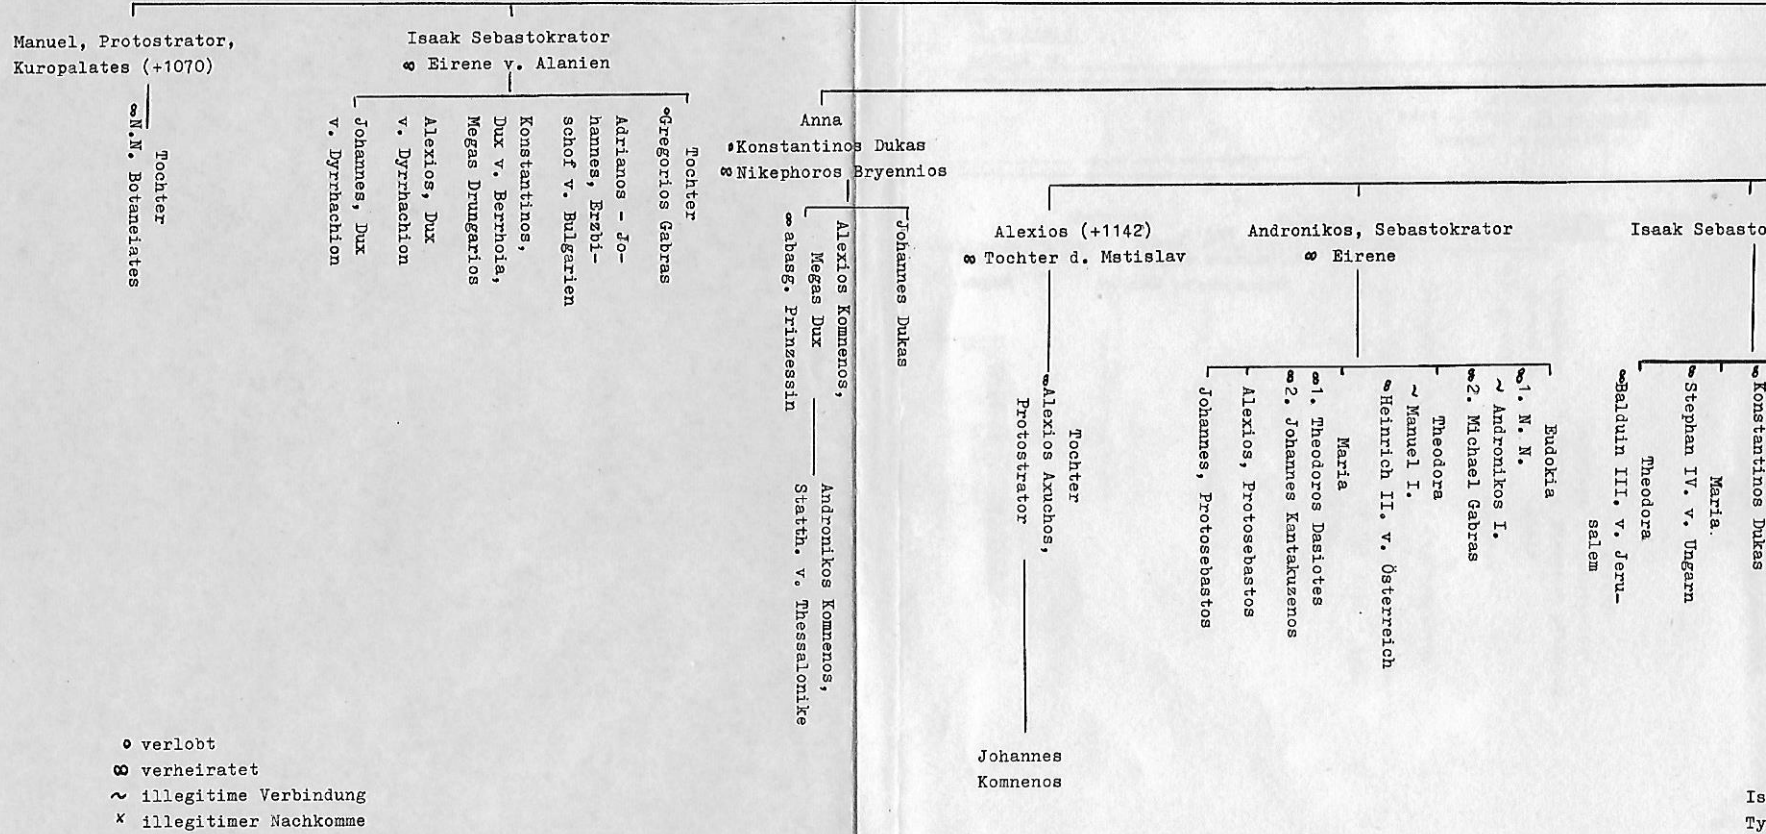 Manuel, Protostrator,
Kuropalates (+1070)
Tochter
∞N.N. Botaneiates
Isaak Sebastokrator
∞ Eirene v. Alanien
Johannes, Dux
v. Dyrrhachion
Alexios, Dux
v. Dyrrhachion
Konstantinos,
Dux v. Berrhoia,
Megas Drungarios
Adrianos - Jo-
hannes, Erzbi-
schof v. Bulgarien
Tochter
∞Gregorios Gabras
Anna
•Konstantinos Dukas
∞Nikephoros Bryennios
Alexios Komnenos,
Megas Dux
∞ abasg. Prinzessin
Andronikos Komnenos,
Statth. v. Thessalonike
Johannes Dukas
Alexios (+1142)
∞ Tochter d. Mstislav
Tochter
∞Alexios Axuchos,
Protostrator
Johannes
Komnenos
Andronikos, Sebastokrator
∞ Eirene
Johannes, Protosebastos
Alexios, Protosebastos
Maria
∞1. Theodoros Dasiotes
∞2. Johannes Kantakuzenos
Theodora
~ Manuel I.
∞Heinrich II. v. Österreich
Eudokia
∞1. N. N.
~ Andronikos I.
∞2. Michael Gabras
Isaak Sebasto
Theodora
∞Balduin III. v. Jeru-
salem
Maria
∞ Stephan IV. v. Ungarn
∞Konstantinos Dukas
o verlobt
∞ verheiratet
~ illegitime Verbindung
x illegitimer Nachkomme
Is
Ty